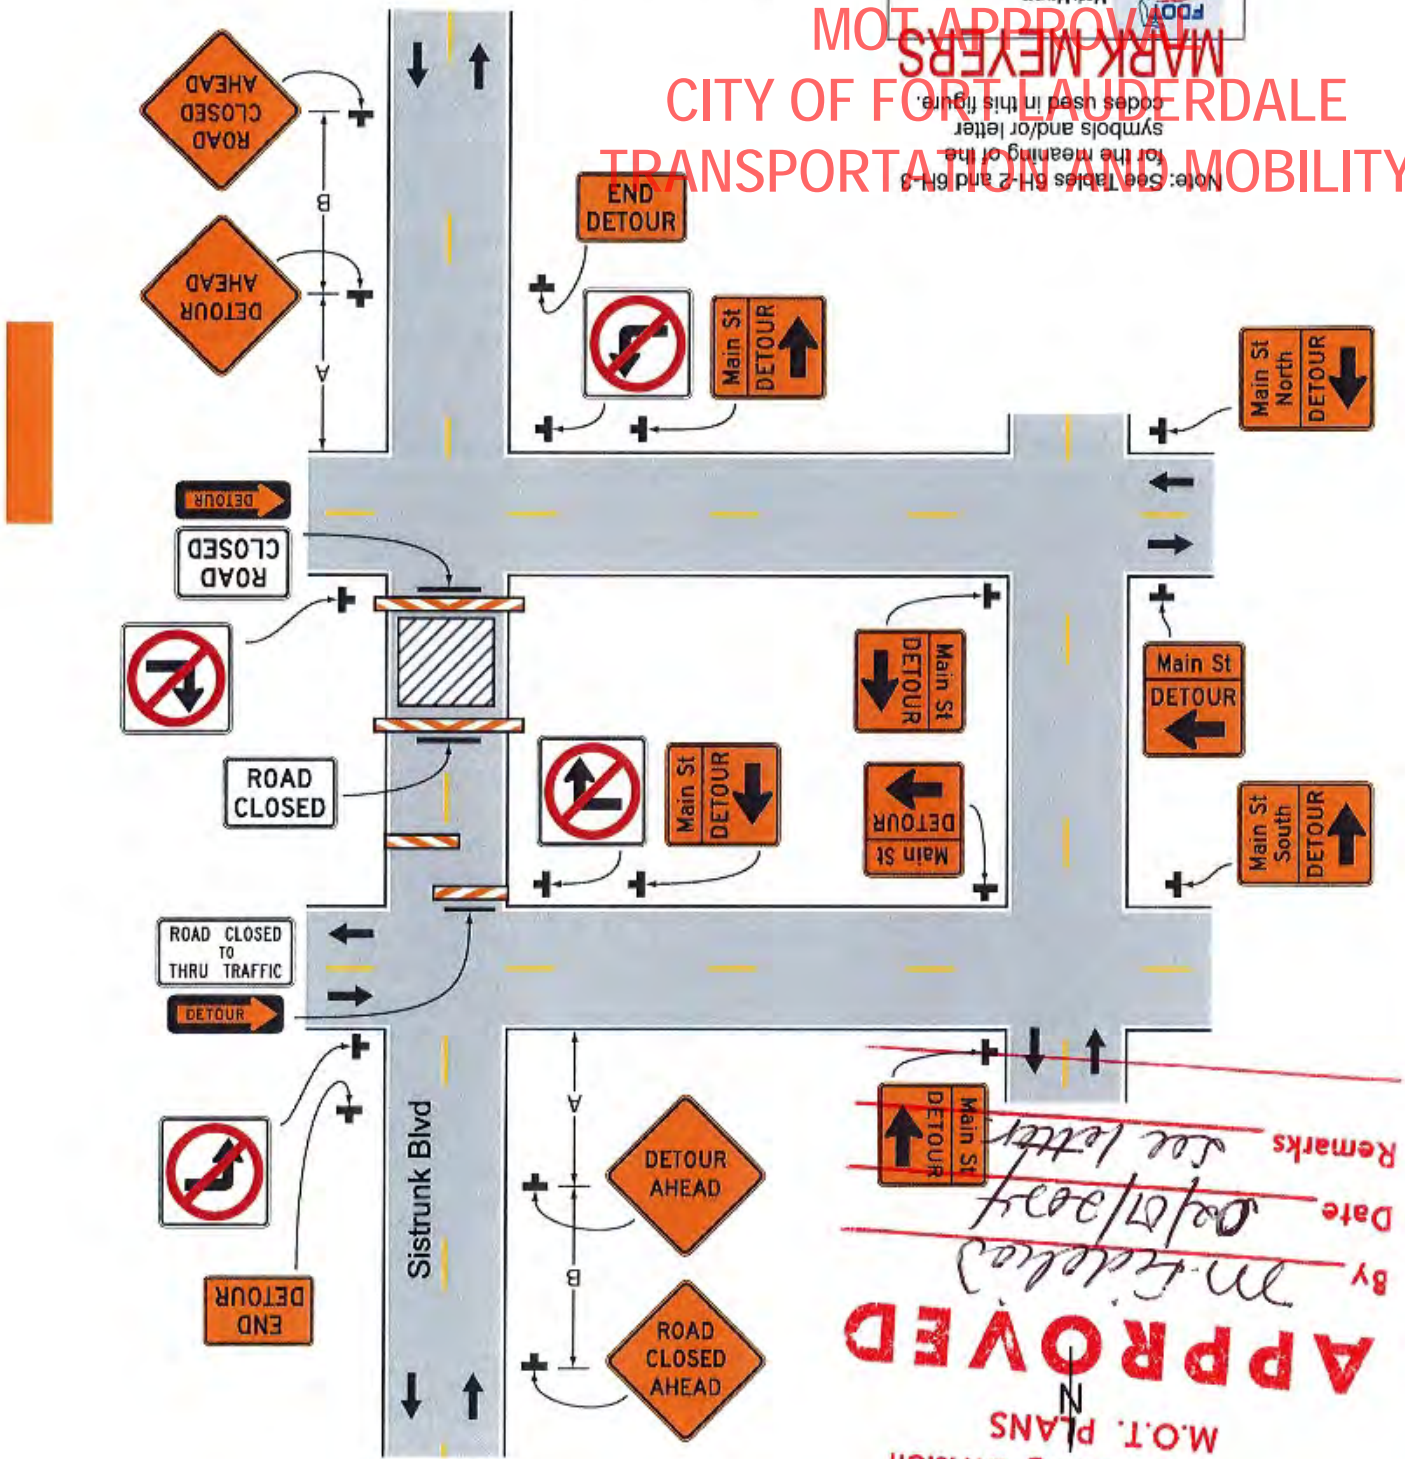 MOT APPROVAL
CITY OF FORT LAUDERDALE
TRANSPORTATION AND MOBILITY
FDOT
MARK MEYERS
Note: See Tables 6H-2 and 6H-3
for the meaning of the
symbols and/or letter
codes used in this figure.
ROAD
CLOSED
AHEAD
B
DETOUR
AHEAD
A
END
DETOUR
Main St
DETOUR
Main St
North
DETOUR
DETOUR
ROAD
CLOSED
Main St
DETOUR
Main St
DETOUR
ROAD
CLOSED
Main St
DETOUR
Main St
DETOUR
Main St
South
DETOUR
ROAD CLOSED
TO
THRU TRAFFIC
DETOUR
Sistrunk Blvd
A
DETOUR
AHEAD
B
ROAD
CLOSED
AHEAD
END
DETOUR
Main St
DETOUR
M.O.T. PLANS
N
APPROVED
By
Date
Remarks See letter